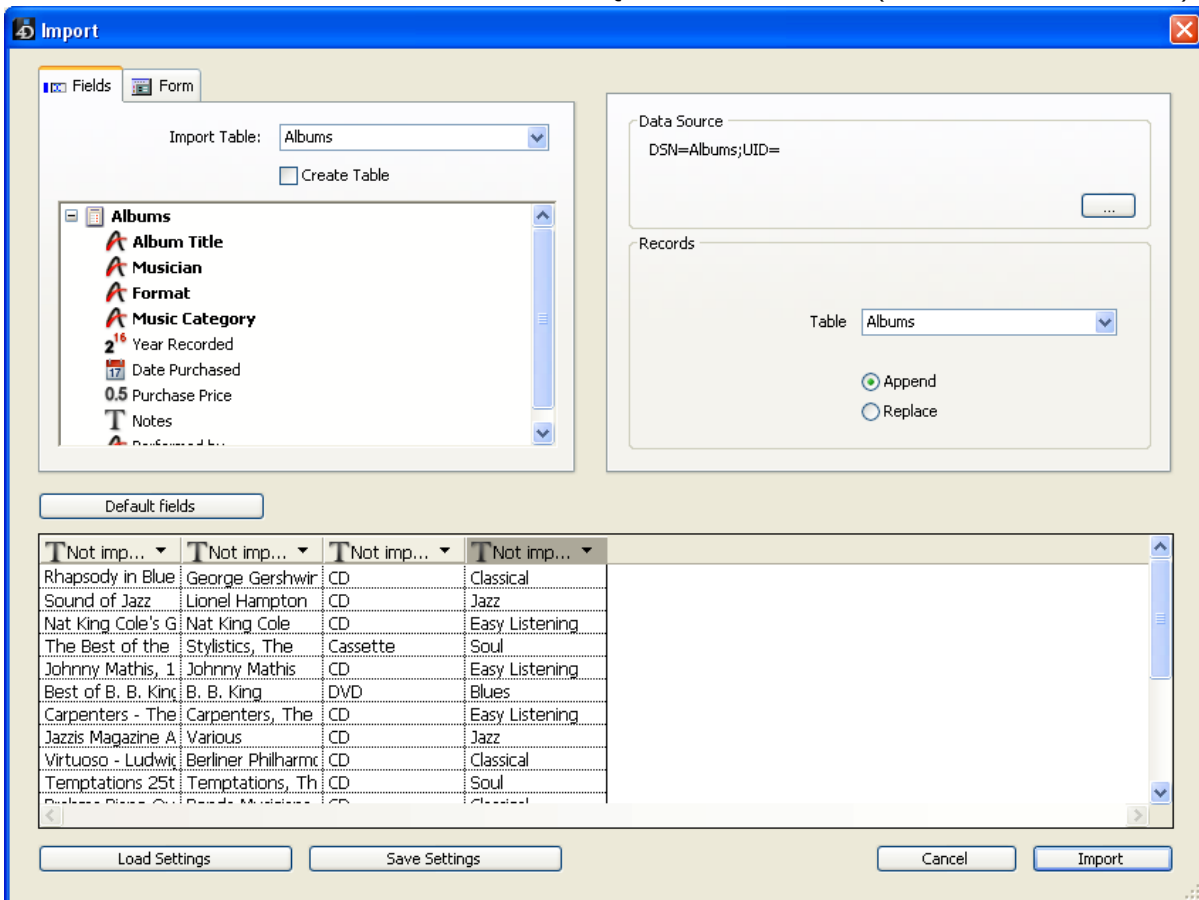 Import
Fields
Form
Import Table: Albums
Create Table
Albums
Album Title
Musician
Format
Music Category
2¹⁶ Year Recorded
17 Date Purchased
0.5 Purchase Price
Notes
Data Source
DSN=Albums;UID=
...
Records
Table Albums
Append
Replace
Default fields
Not imp... Not imp... Not imp... Not imp...
Rhapsody in Blue George Gershwin CD Classical
Sound of Jazz Lionel Hampton CD Jazz
Nat King Cole's G Nat King Cole CD Easy Listening
The Best of the Stylistics, The Cassette Soul
Johnny Mathis, 1 Johnny Mathis CD Easy Listening
Best of B. B. King B. B. King DVD Blues
Carpenters - The Carpenters, The CD Easy Listening
Jazzis Magazine A Various CD Jazz
Virtuoso - Ludwig Berliner Philharmo CD Classical
Temptations 25t Temptations, Th CD Soul
Load Settings
Save Settings
Cancel
Import